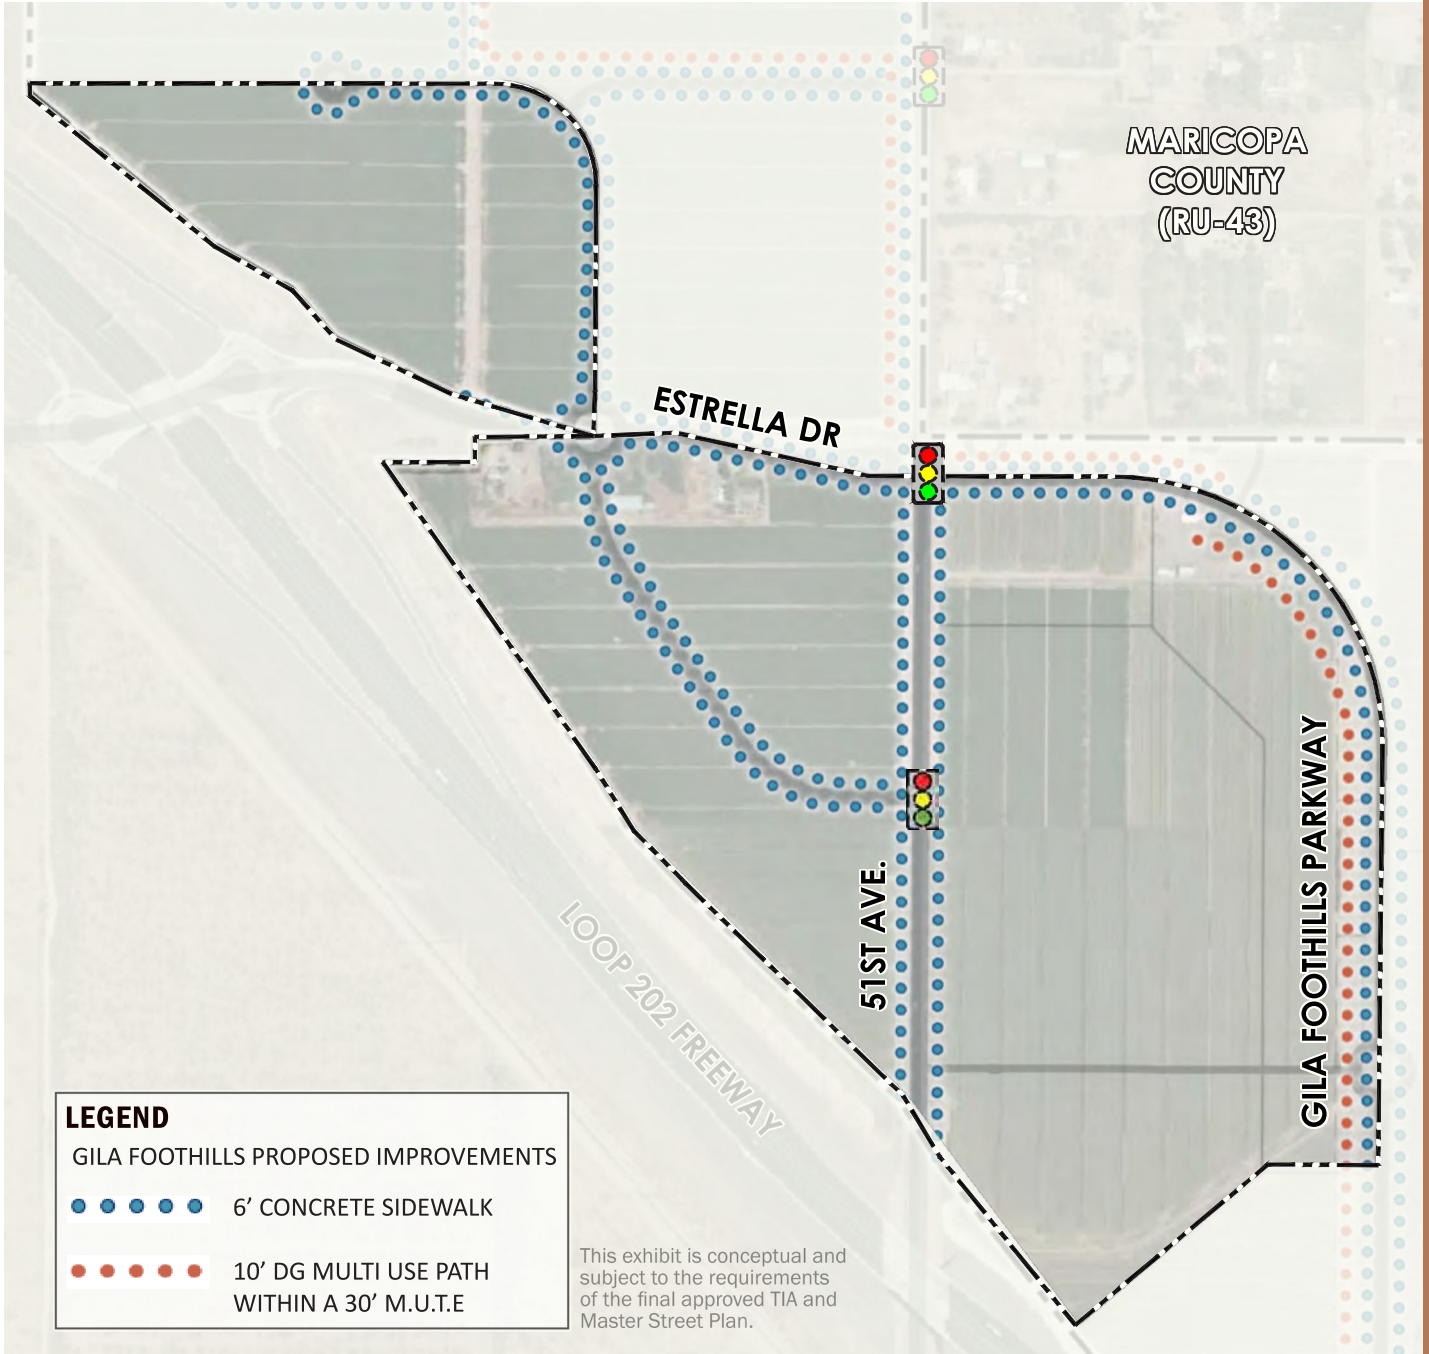 MARICOPA
COUNTY
(RU-43)
ESTRELLA DR
51ST AVE.
GILA FOOTHILLS PARKWAY
LOOP 202 FREEWAY
LEGEND
GILA FOOTHILLS PROPOSED IMPROVEMENTS
6’ CONCRETE SIDEWALK
10’ DG MULTI USE PATH
WITHIN A 30’ M.U.T.E
This exhibit is conceptual and
subject to the requirements
of the final approved TIA and
Master Street Plan.